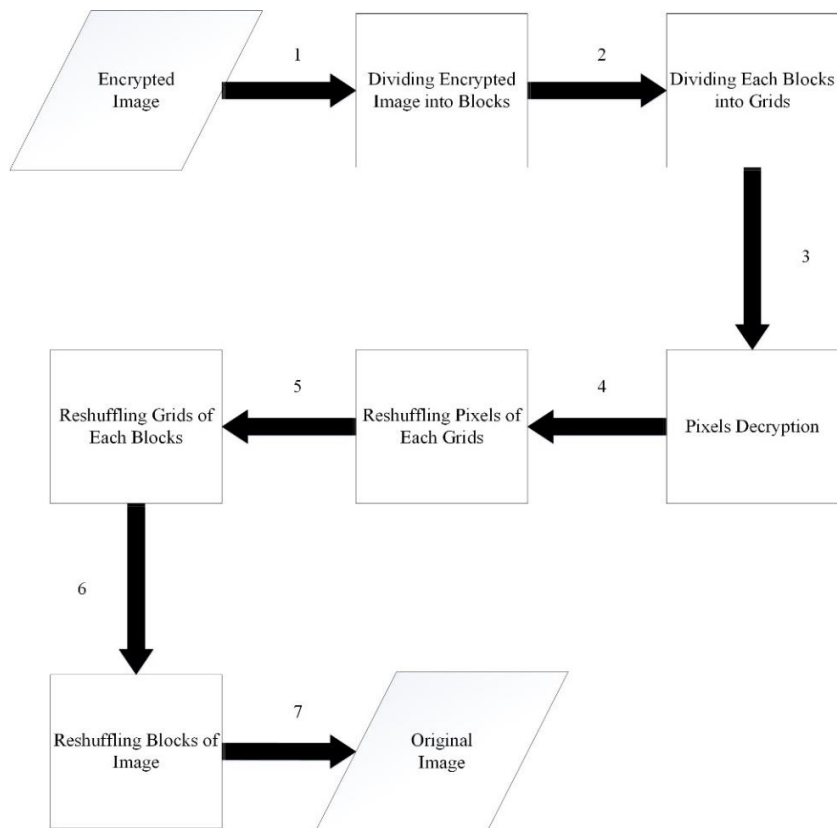 Encrypted
Image
1
Dividing Encrypted
Image into Blocks
2
Dividing Each Blocks
into Grids
3
Pixels Decryption
4
Reshuffling Pixels of
Each Grids
5
Reshuffling Grids of
Each Blocks
6
Reshuffling Blocks of
Image
7
Original
Image